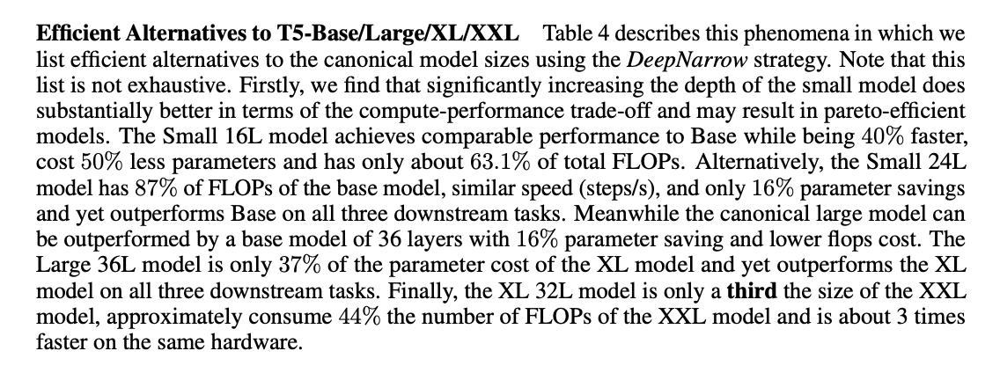 Efficient Alternatives to T5-Base/Large/XL/XXL Table 4 describes this phenomena in which we
list efficient alternatives to the canonical model sizes using the DeepNarrow strategy. Note that this
list is not exhaustive. Firstly, we find that significantly increasing the depth of the small model does
substantially better in terms of the compute-performance trade-off and may result in pareto-efficient
models. The Small 16L model achieves comparable performance to Base while being 40% faster,
cost 50% less parameters and has only about 63.1% of total FLOPs. Alternatively, the Small 24L
model has 87% of FLOPs of the base model, similar speed (steps/s), and only 16% parameter savings
and yet outperforms Base on all three downstream tasks. Meanwhile the canonical large model can
be outperformed by a base model of 36 layers with 16% parameter saving and lower flops cost. The
Large 36L model is only 37% of the parameter cost of the XL model and yet outperforms the XL
model on all three downstream tasks. Finally, the XL 32L model is only a third the size of the XXL
model, approximately consume 44% the number of FLOPs of the XXL model and is about 3 times
faster on the same hardware.